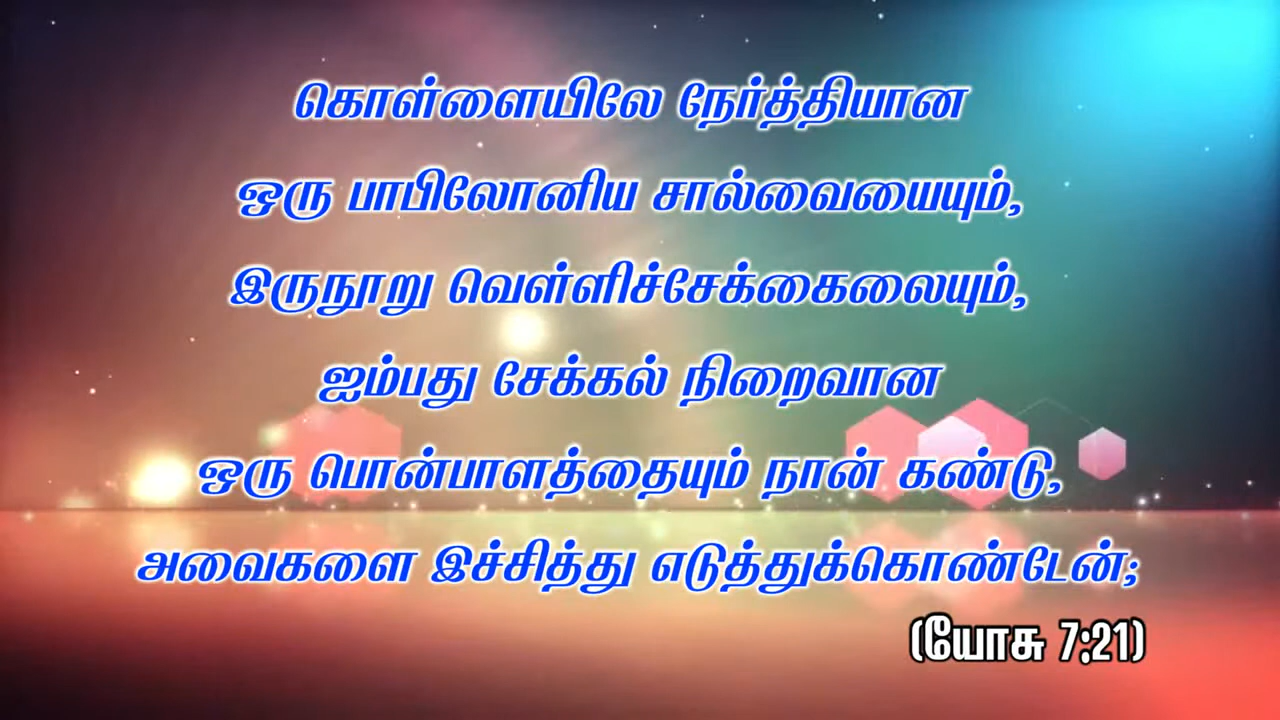 கொள்ளையிலே நேர்த்தியான
ஒரு பாபிலோனிய சால்வையையும்,
இருநூறு வெள்ளிச்சேக்கைலையும்,
ஐம்பது சேக்கல் நிறைவான
ஒரு பொன்பாளத்தையும் நான் கண்டு,
அவைகளை இச்சித்து எடுத்துக்கொண்டேன்;
(யோசு 7;21)